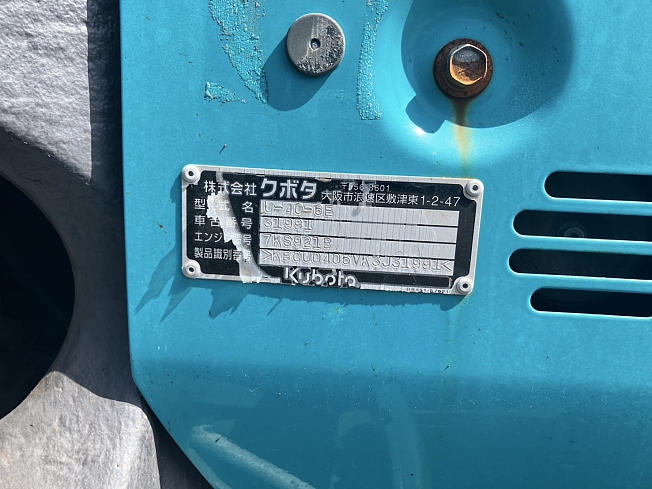 株式会社 クボタ 〒556-8601
大阪市浪速区敷津東1-2-47
型式名 U-40-6E
車台番号 31991
エンジン番号 7KS921B
製品識別番号
Kubota